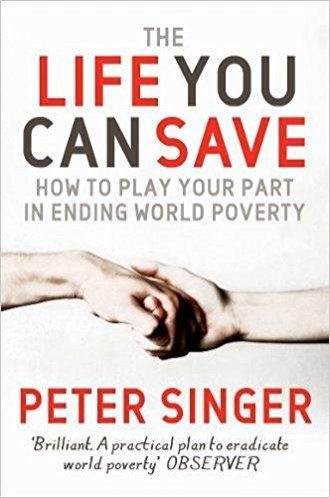 THE
LIFE YOU
CAN SAVE
HOW TO PLAY YOUR PART
IN ENDING WORLD POVERTY
PETER SINGER
'Brilliant. A practical plan to eradicate
world poverty' OBSERVER